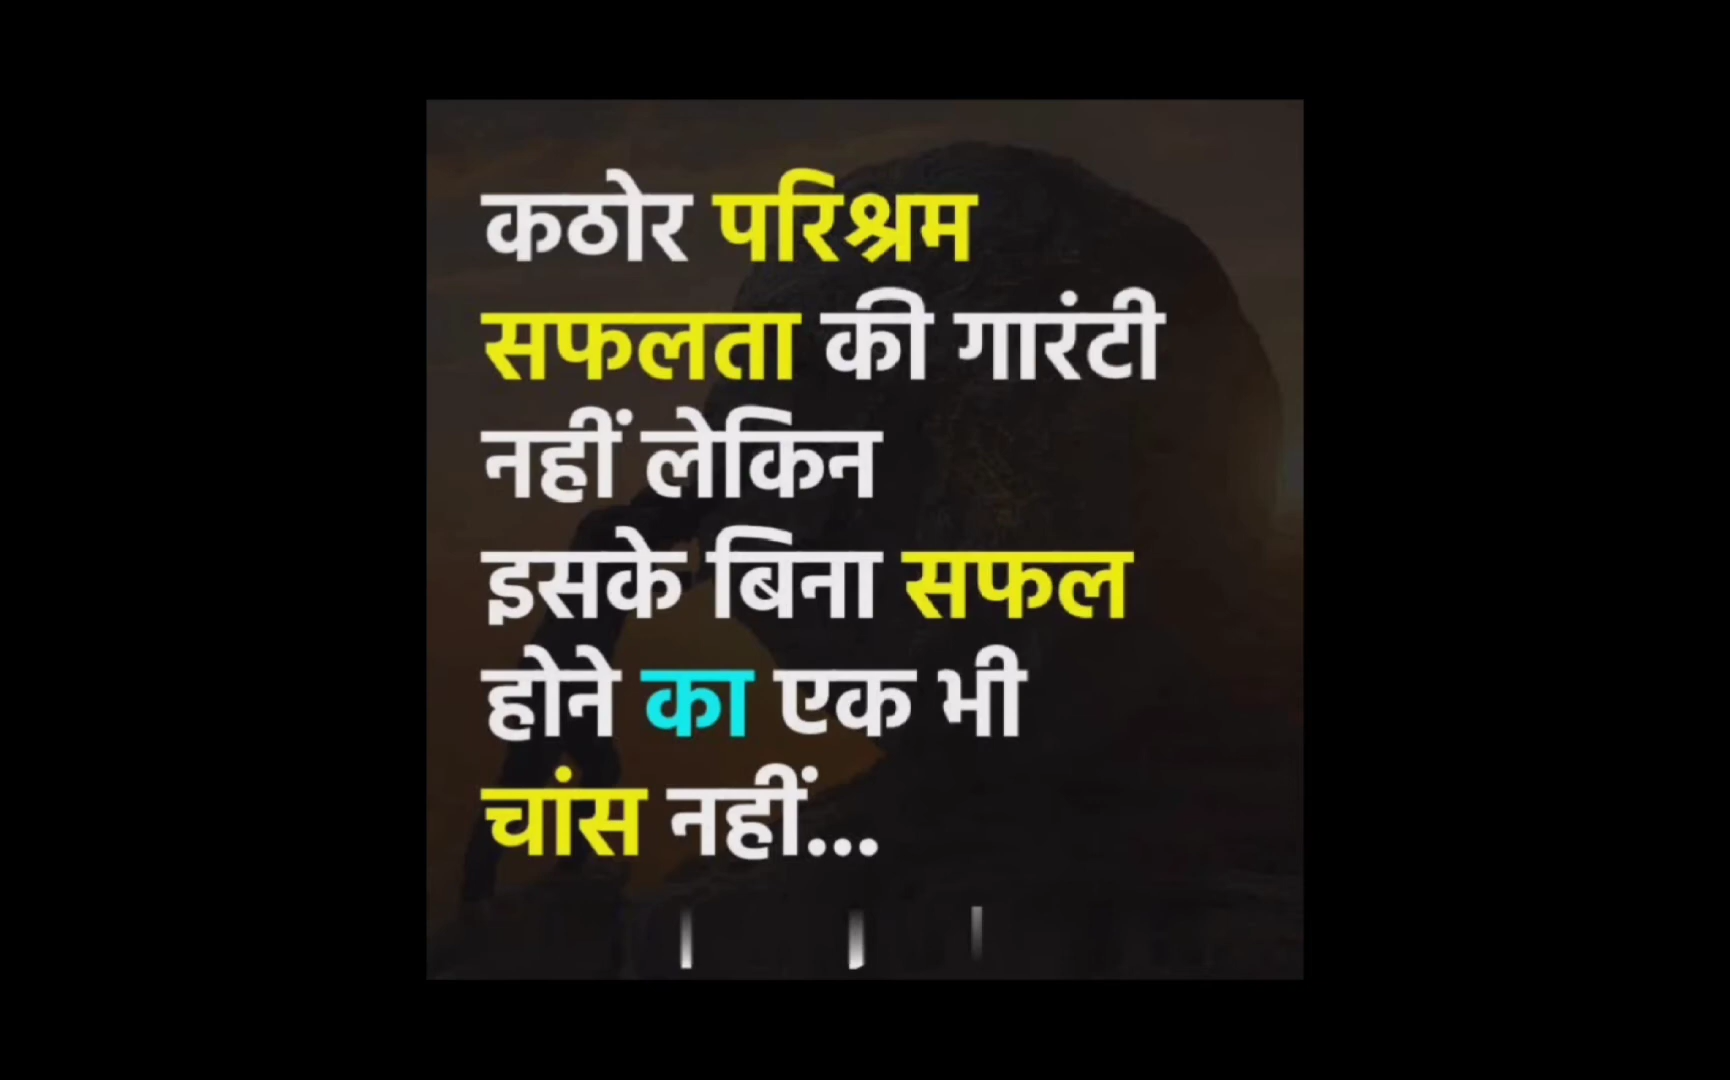 कठोर परिश्रम
सफलता की गारंटी
नहीं लेकिन
इसके बिना सफल
होने का एक भी
चांस नहीं...